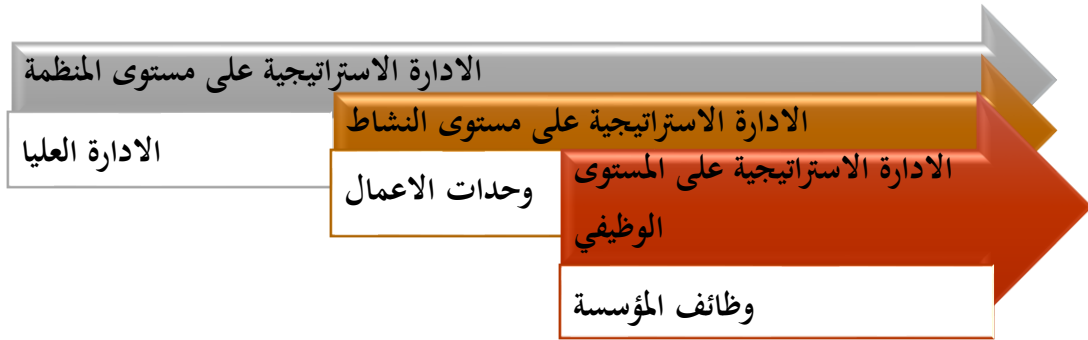 الادارة الاستراتيجية على مستوى المنظمة
الادارة العليا
الادارة الاستراتيجية على مستوى النشاط
وحدات الاعمال
الادارة الاستراتيجية على المستوى
الوظيفي
وظائف المؤسسة